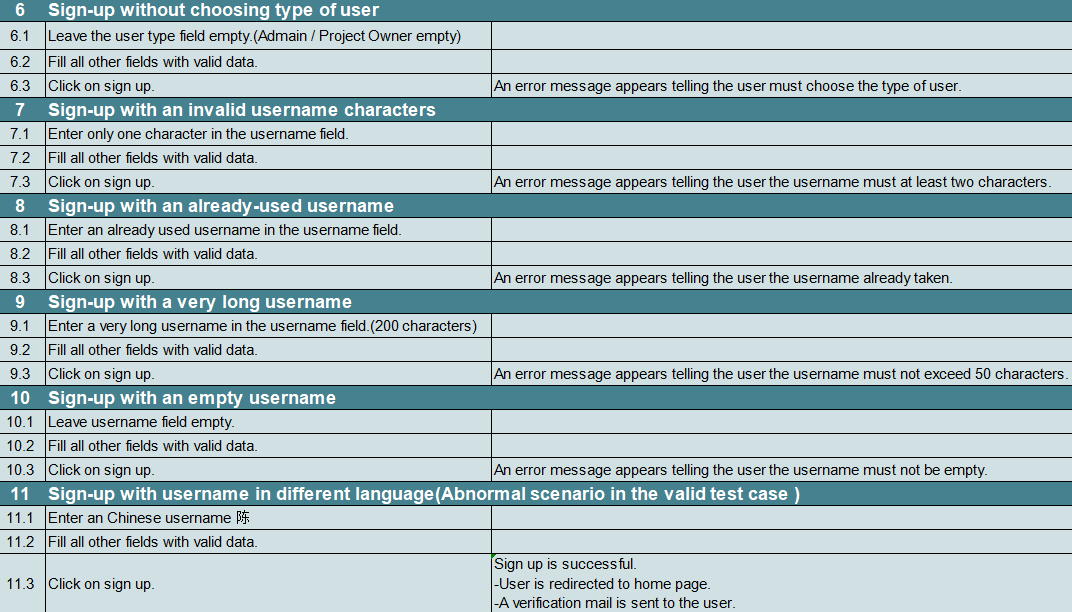 6 Sign-up without choosing type of user
6.1 Leave the user type field empty.(Admain / Project Owner empty)
6.2 Fill all other fields with valid data.
6.3 Click on sign up. An error message appears telling the user must choose the type of user.
7 Sign-up with an invalid username characters
7.1 Enter only one character in the username field.
7.2 Fill all other fields with valid data.
7.3 Click on sign up. An error message appears telling the user the username must at least two characters.
8 Sign-up with an already-used username
8.1 Enter an already used username in the username field.
8.2 Fill all other fields with valid data.
8.3 Click on sign up. An error message appears telling the user the username already taken.
9 Sign-up with a very long username
9.1 Enter a very long username in the username field.(200 characters)
9.2 Fill all other fields with valid data.
9.3 Click on sign up. An error message appears telling the user the username must not exceed 50 characters.
10 Sign-up with an empty username
10.1 Leave username field empty.
10.2 Fill all other fields with valid data.
10.3 Click on sign up. An error message appears telling the user the username must not be empty.
11 Sign-up with username in different language(Abnormal scenario in the valid test case )
11.1 Enter an Chinese username 陈
11.2 Fill all other fields with valid data.
11.3 Click on sign up. Sign up is successful.
-User is redirected to home page.
-A verification mail is sent to the user.